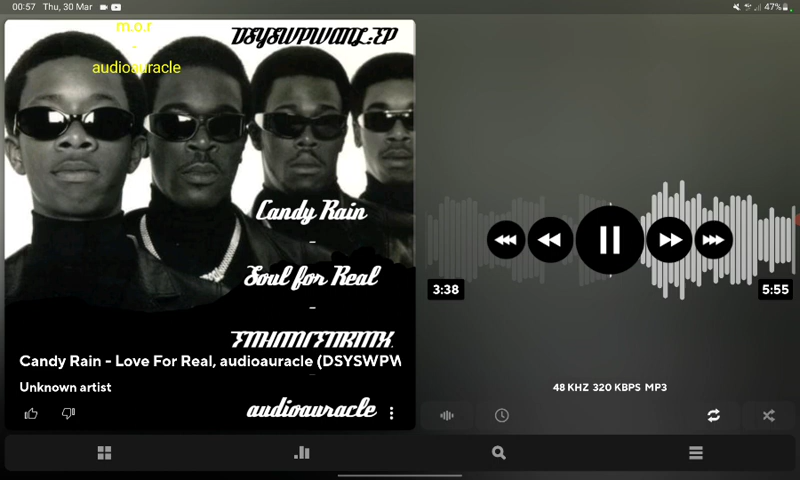 00:57 Thu, 30 Mar
47%
m.o.r
-
audioauracle
DSYSWPWANL:EP
Candy Rain
-
Soul for Real
-
audioauracle
Candy Rain - Love For Real, audioauracle (DSYSWPW
Unknown artist
3:38
5:55
48 KHZ 320 KBPS MP3